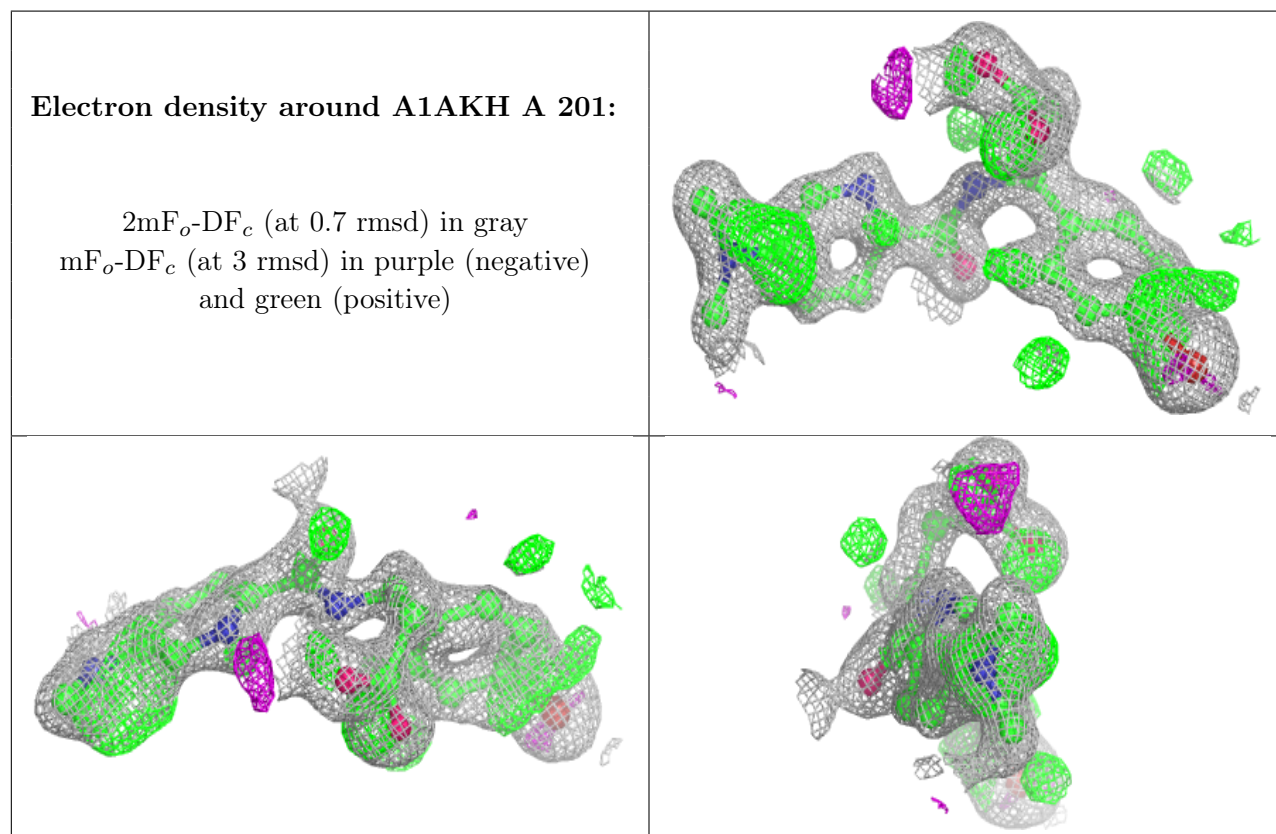 Electron density around A1AKH A 201:
2mFₒ-DF𝒸 (at 0.7 rmsd) in gray
mFₒ-DF𝒸 (at 3 rmsd) in purple (negative)
and green (positive)